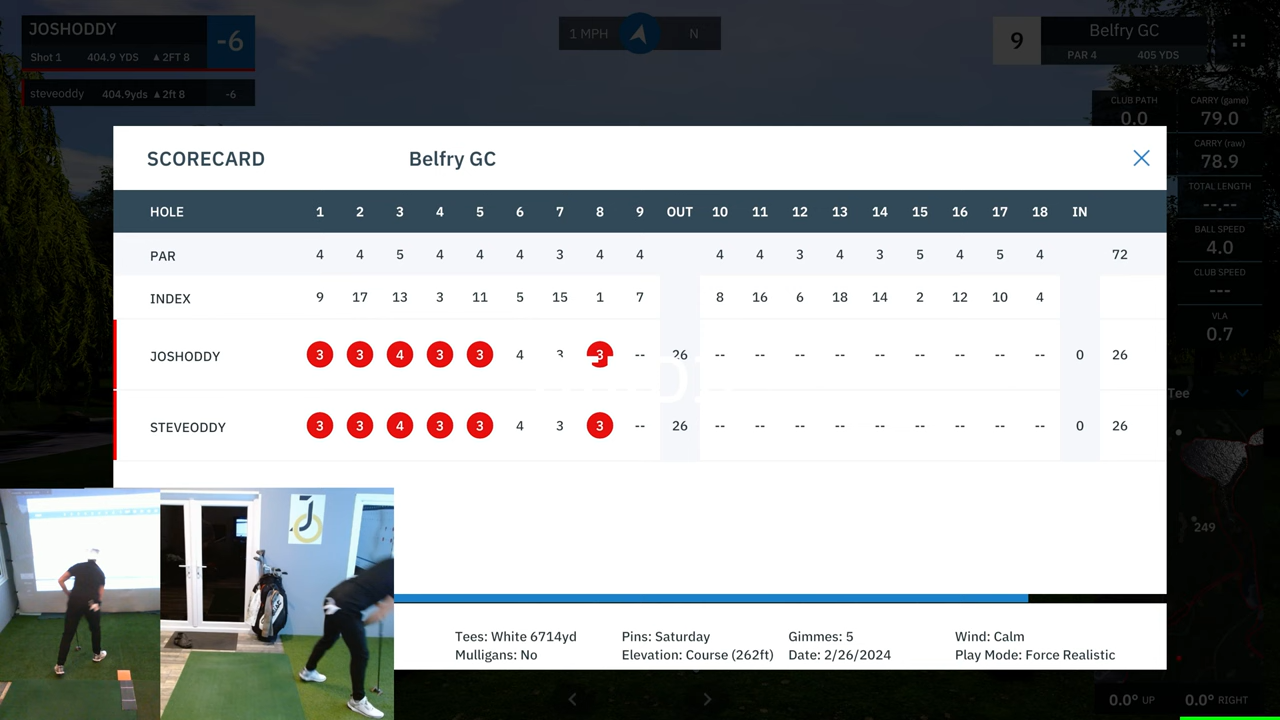 JOSHODDY -6
Shot 1 404.9 YDS ▲2FT 8
steveoddy 404.9yds ▲2ft 8 -6
1 MPH N
9 Belfry GC
PAR 4 405 YDS
CLUB PATH CARRY (game)
0.0 79.0
CARRY (raw)
78.9
TOTAL LENGTH
--.--
BALL SPEED
4.0
CLUB SPEED
---
VLA
0.7
Tee
249
SCORECARD Belfry GC
HOLE 1 2 3 4 5 6 7 8 9 OUT 10 11 12 13 14 15 16 17 18 IN
PAR 4 4 5 4 4 4 3 4 4 4 4 3 4 3 5 4 5 4 72
INDEX 9 17 13 3 11 5 15 1 7 8 16 6 18 14 2 12 10 4
JOSHODDY 3 3 4 3 3 4 3 3 -- 26 -- -- -- -- -- -- -- -- -- 0 26
STEVEODDY 3 3 4 3 3 4 3 3 -- 26 -- -- -- -- -- -- -- -- -- 0 26
Tees: White 6714yd Pins: Saturday Gimmes: 5 Wind: Calm
Mulligans: No Elevation: Course (262ft) Date: 2/26/2024 Play Mode: Force Realistic
0.0° UP 0.0° RIGHT